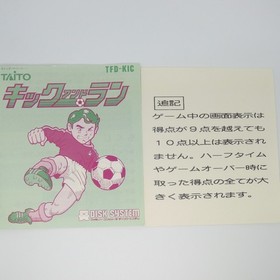 TFD-KIC
TAITO
キックアンドラン
DISK SYSTEM
追記
ゲーム中の画面表示は
得点が9点を越えても
10点以上は表示され
ません。ハーフタイム
やゲームオーバー時に
取った得点の全てが大
きく表示されます。